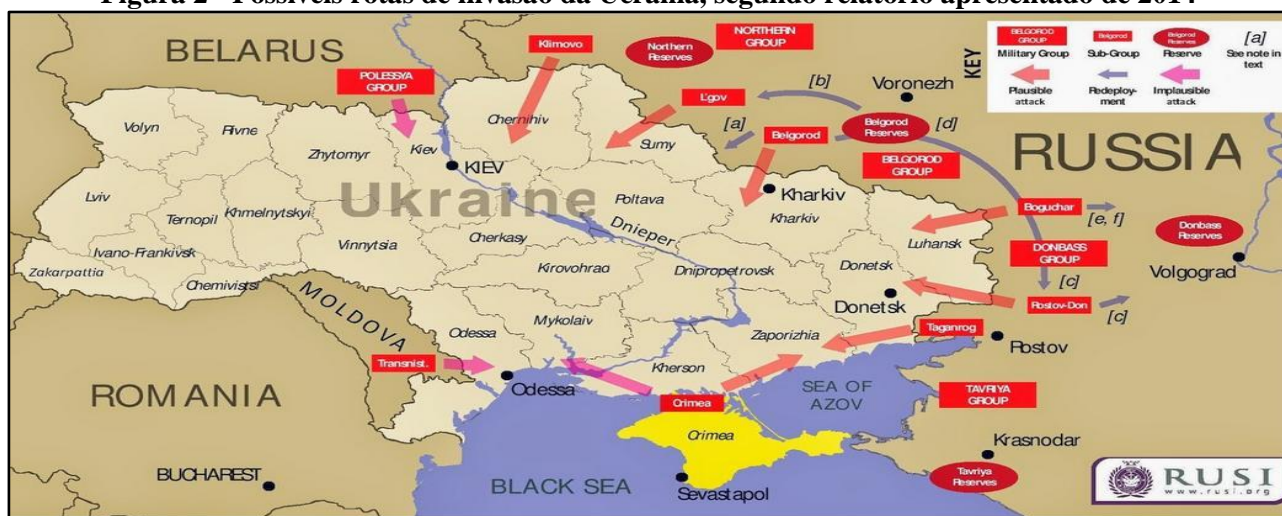 Figura 2 - Possíveis rotas de invasão da Ucrânia, segundo relatório apresentado de 2014
BELARUS
Klimovo
Northern
Reserves
NORTHERN
GROUP
POLESSYA
GROUP
L'gov
[b]
Voronezh
KEY
BELGOROD
GROUP
Military Group
Belgorod
Sub-Group
Belgorod
Reserves
Reserve
[a]
See note in
text
Plausible
attack
Redeploy-
ment
Implausible
attack
Volyn
Rivne
Zhytomyr
Kiev
KIEV
Chernihiv
Sumy
[a]
Belgorod
Belgorod
Reserves
[d]
BELGOROD
GROUP
RUSSIA
Ukraine
Lviv
Ternopil
Khmelnytskyi
Ivano-Frankivsk
Zakarpattia
Chernivistsi
Vinnytsia
Cherkasy
Poltava
Dnieper
Kharkiv
Kharkiv
Luhansk
Boguchar
[e, f]
Donbass
Reserves
Volgograd
DONBASS
GROUP
[c]
Kirovohrad
Dnipropetrovsk
Donetsk
Donetsk
Rostov-Don
[c]
MOLDOVA
Odessa
Mykolaiv
Zaporizhia
Taganrog
Rostov
Transnist.
Odessa
Kherson
Crimea
SEA OF
AZOV
TAVRIYA
GROUP
ROMANIA
Crimea
Krasnodar
BUCHAREST
BLACK SEA
Sevastapol
Tavriya
Reserves
RUSI
www.rusi.org